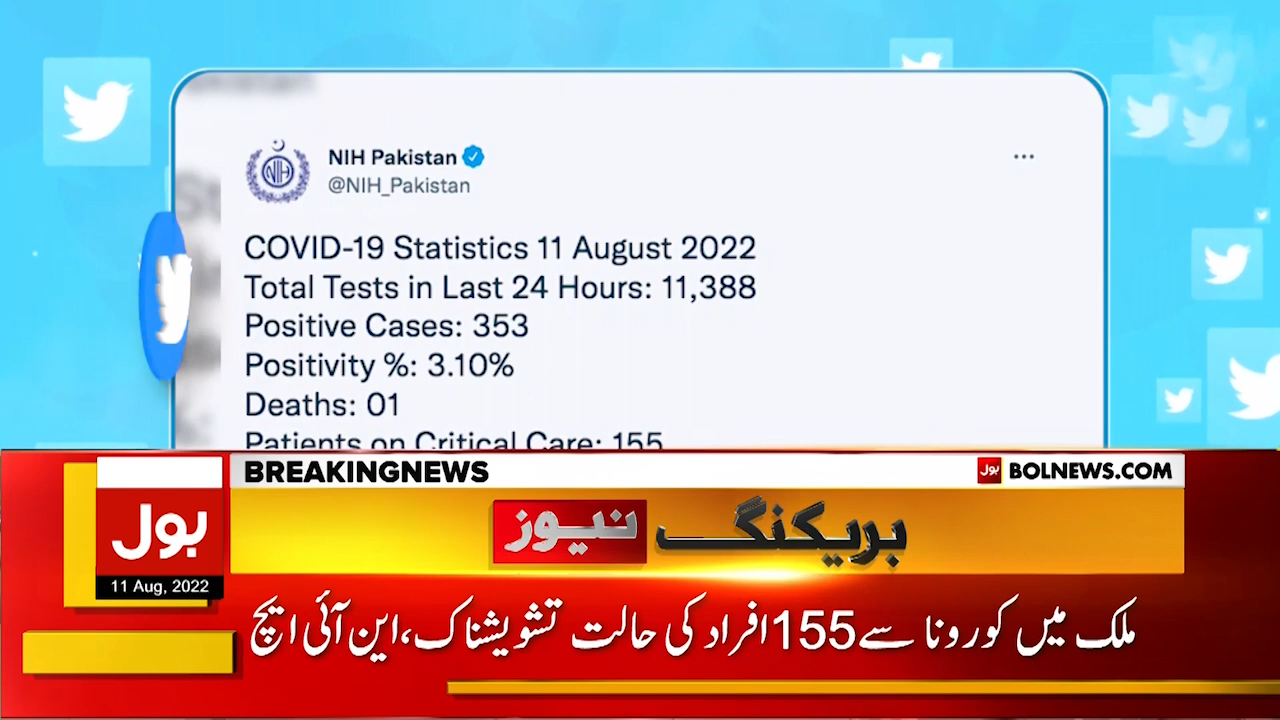 NIH Pakistan
@NIH_Pakistan
COVID-19 Statistics 11 August 2022
Total Tests in Last 24 Hours: 11,388
Positive Cases: 353
Positivity %: 3.10%
Deaths: 01
Patients on Critical Care: 155
BREAKINGNEWS
بول BOLNEWS.COM
بریکنگ نیوز
بول
11 Aug, 2022
ملک میں کورونا سے 155 افراد کی حالت تشویشناک، این آئی ایچ